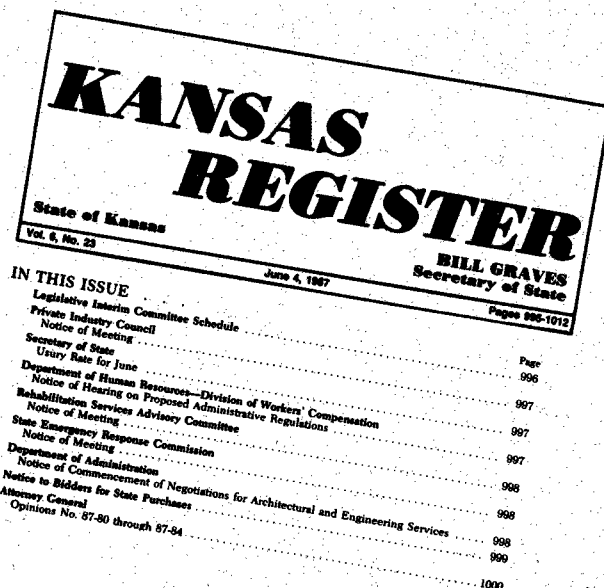 KANSAS
REGISTER
State of Kansas
BILL GRAVES
Secretary of State
Vol. 6, No. 23 June 4, 1987 Pages 995-1012
IN THIS ISSUE Page
Legislative Interim Committee Schedule 996
Private Industry Council
Notice of Meeting 997
Secretary of State
Usury Rate for June 997
Department of Human Resources—Division of Workers' Compensation
Notice of Hearing on Proposed Administrative Regulations 997
Rehabilitation Services Advisory Committee
Notice of Meeting 998
State Emergency Response Commission
Notice of Meeting 998
Department of Administration
Notice of Commencement of Negotiations for Architectural and Engineering Services 998
Notice to Bidders for State Purchases 999
Attorney General
Opinions No. 87-80 through 87-84 1000